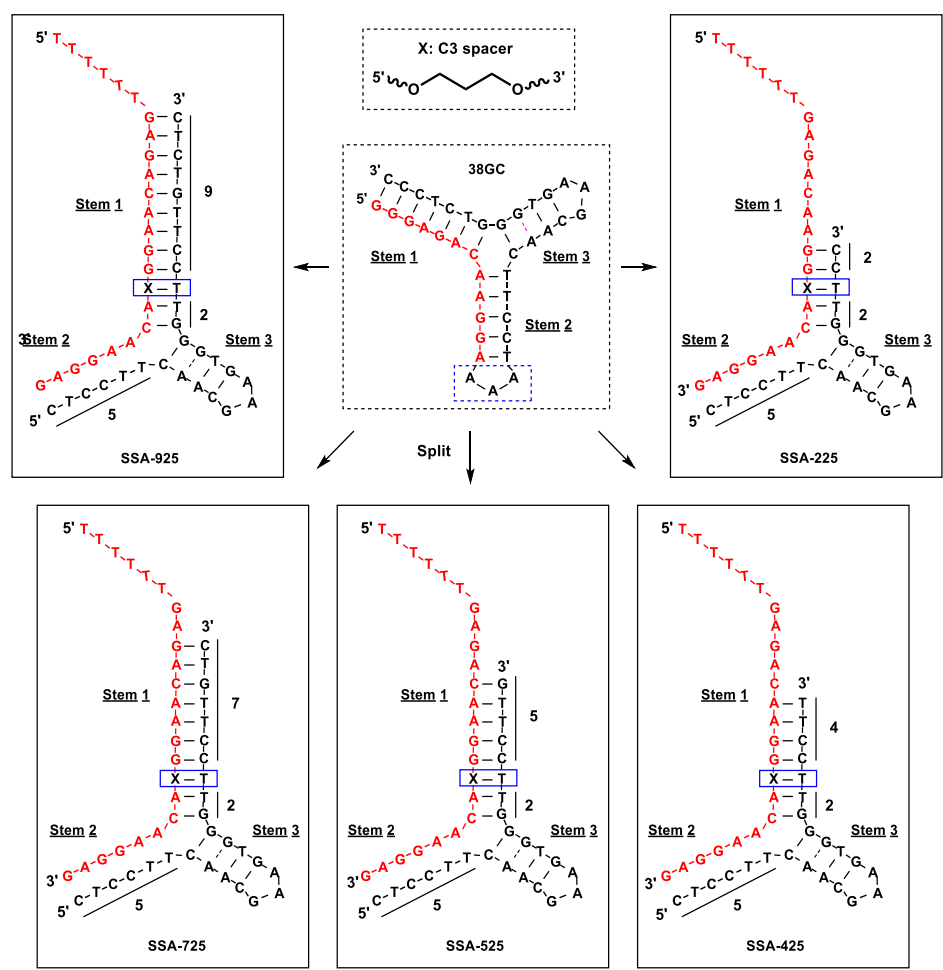 5' T T T T T T G A G A C A A G G X A C A A G G A G 3'
3' C T C T G T T C C T T G G G T G A A G C A A C T T C C T C 5'
9
2
5
Stem 1
Stem 2
Stem 3
SSA-925
X: C3 spacer
5' O O 3'
38GC
3' C C C T C T G G G T G A A G C A A C T T C C T A A A
5' G G G A G A C A A G G A
Stem 1
Stem 3
Stem 2
Split
5' T T T T T T G A G A C A A G G X A C A A G G A G 3'
3' C C T T G G G T G A A G C A A C T T C C T C 5'
2
2
5
Stem 1
Stem 2
Stem 3
SSA-225
5' T T T T T T G A G A C A A G G X A C A A G G A G 3'
3' C T G T T C C T T G G G T G A A G C A A C T T C C T C 5'
7
2
5
Stem 1
Stem 2
Stem 3
SSA-725
5' T T T T T T G A G A C A A G G X A C A A G G A G 3'
3' G T T C C T T G G G T G A A G C A A C T T C C T C 5'
5
2
5
Stem 1
Stem 2
Stem 3
SSA-525
5' T T T T T T G A G A C A A G G X A C A A G G A G 3'
3' T T C C T T G G G T G A A G C A A C T T C C T C 5'
4
2
5
Stem 1
Stem 2
Stem 3
SSA-425